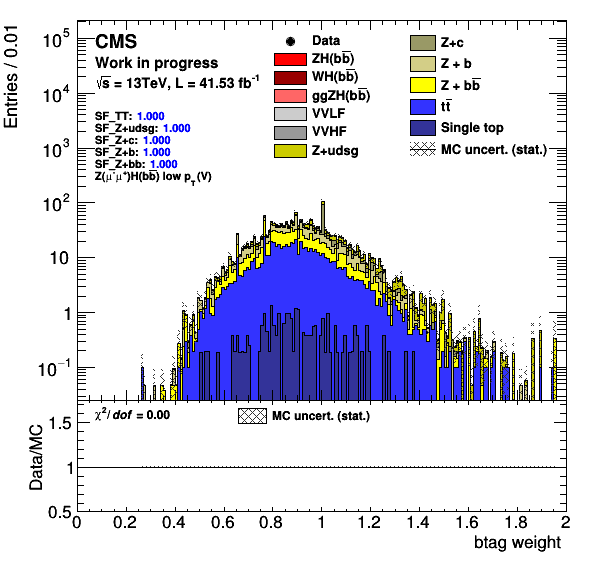 CMS
Work in progress
√s = 13TeV, L = 41.53 fb⁻¹
SF_TT: 1.000
SF_Z+udsg: 1.000
SF_Z+c: 1.000
SF_Z+b: 1.000
SF_Z+bb: 1.000
Z(μ⁻μ⁺)H(bb̅) low p_T(V)
Data
ZH(bb̅)
WH(bb̅)
ggZH(bb̅)
VVLF
VVHF
Z+udsg
Z+c
Z + b
Z + bb̅
tt̅
Single top
MC uncert. (stat.)
Entries / 0.01
10⁵
10⁴
10³
10²
10
1
10⁻¹
χ²/dof = 0.00
MC uncert. (stat.)
Data/MC
1.5
1
0.5
0 0.2 0.4 0.6 0.8 1 1.2 1.4 1.6 1.8 2
btag weight